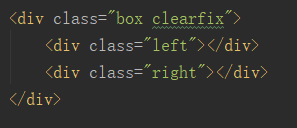 <div class="box clearfix">
    <div class="left"></div>
    <div class="right"></div>
</div>